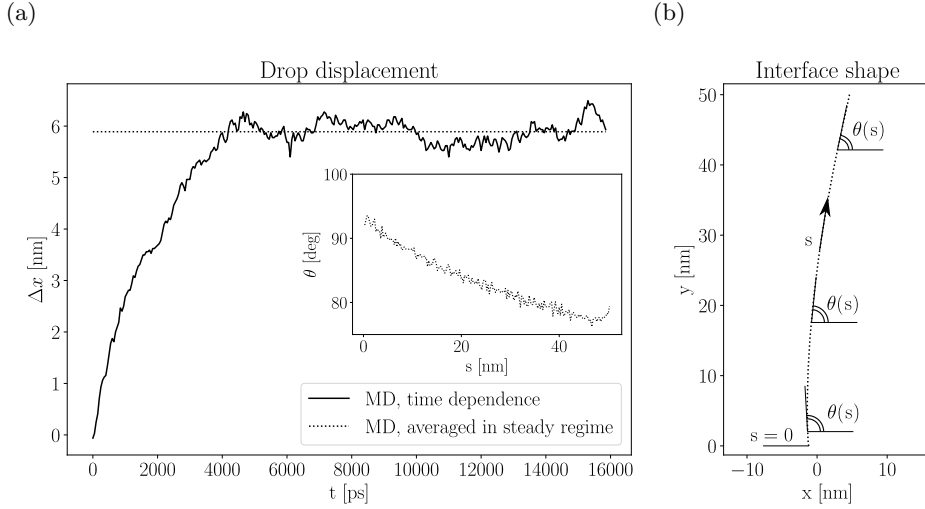 (a)
Drop displacement
Δx [nm]
6
5
4
3
2
1
0
0 2000 4000 6000 8000 10000 12000 14000 16000
t [ps]
θ [deg]
100
90
80
0 20 40
s [nm]
MD, time dependence
MD, averaged in steady regime
(b)
Interface shape
y [nm]
50
40
30
20
10
0
θ(s)
s
θ(s)
θ(s)
s = 0
−10 0 10
x [nm]